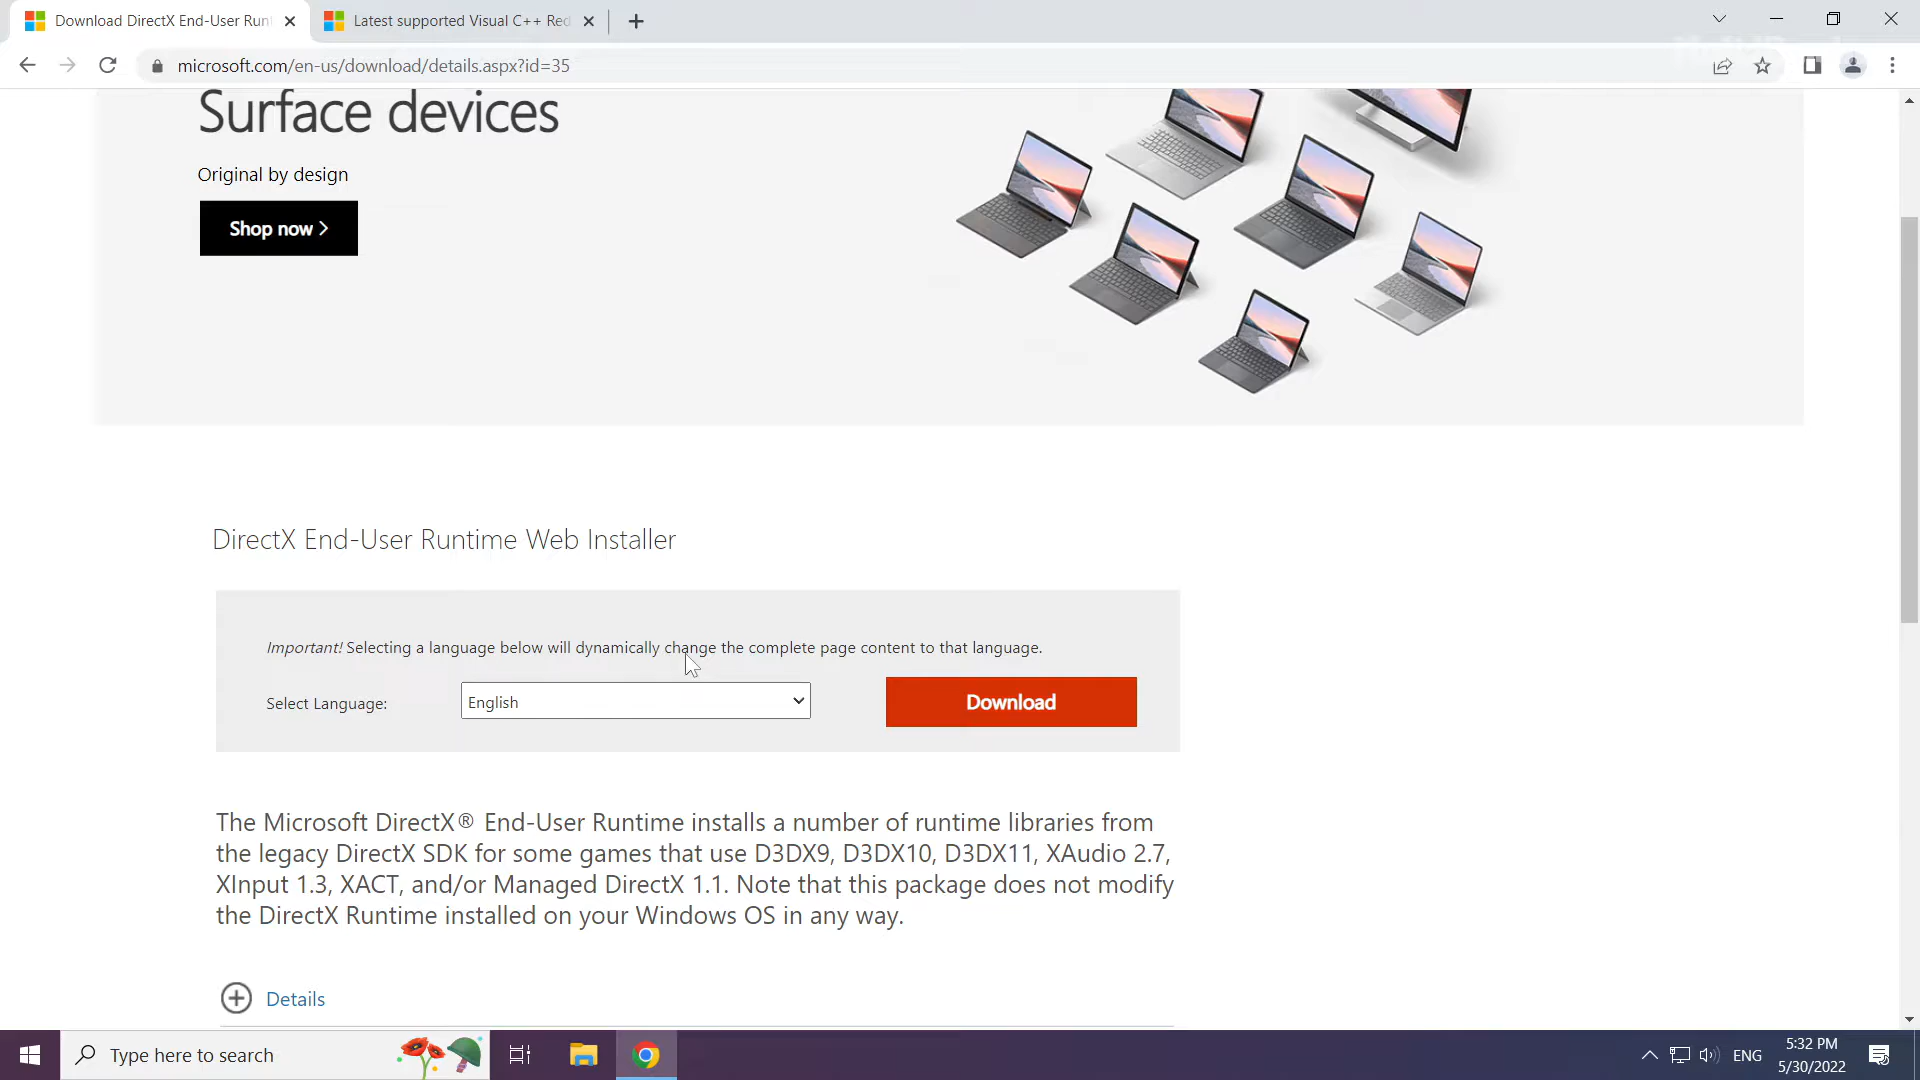 Download DirectX End-User Runt
Latest supported Visual C++ Red
microsoft.com/en-us/download/details.aspx?id=35
Surface devices
Original by design
Shop now >
DirectX End-User Runtime Web Installer
Important! Selecting a language below will dynamically change the complete page content to that language.
Select Language:
English
Download
The Microsoft DirectX® End-User Runtime installs a number of runtime libraries from
the legacy DirectX SDK for some games that use D3DX9, D3DX10, D3DX11, XAudio 2.7,
XInput 1.3, XACT, and/or Managed DirectX 1.1. Note that this package does not modify
the DirectX Runtime installed on your Windows OS in any way.
Details
Type here to search
ENG
5:32 PM
5/30/2022